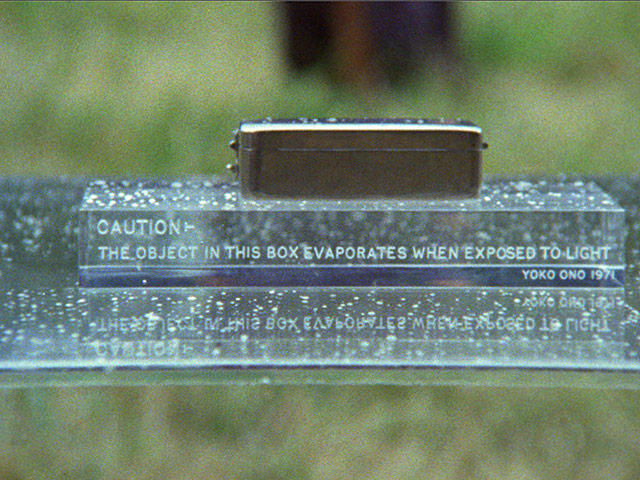 CAUTION:-
THE OBJECT IN THIS BOX EVAPORATES WHEN EXPOSED TO LIGHT
YOKO ONO 1971